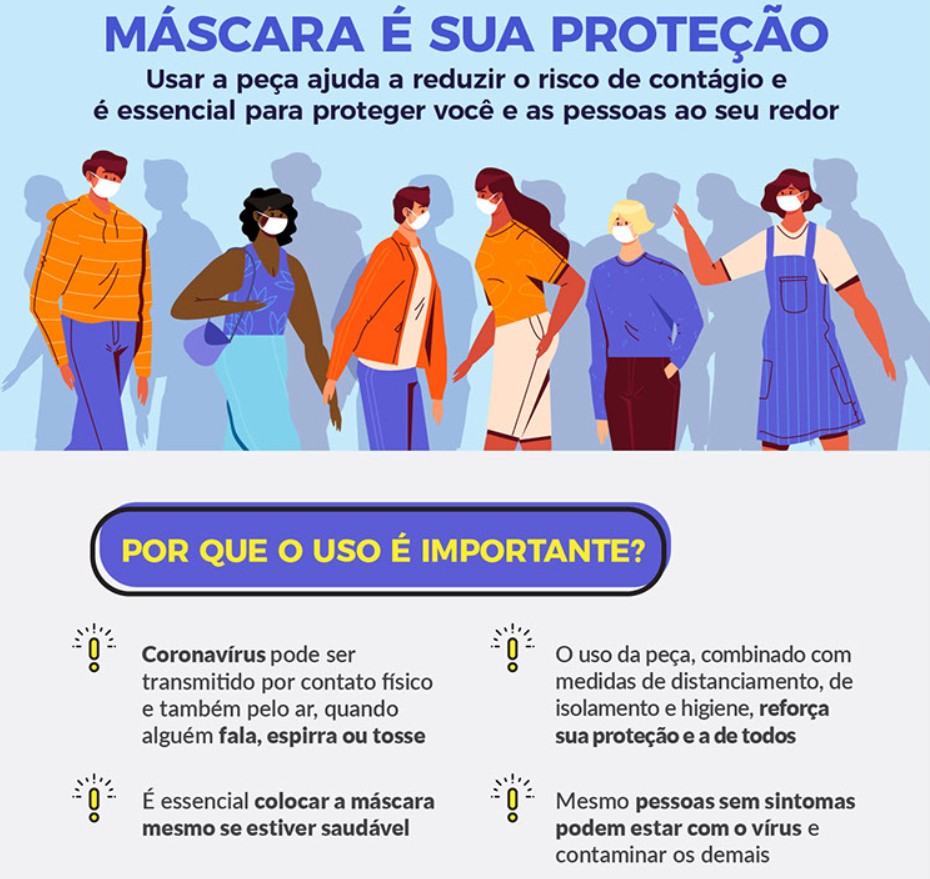 MÁSCARA É SUA PROTEÇÃO
Usar a peça ajuda a reduzir o risco de contágio e
é essencial para proteger você e as pessoas ao seu redor
POR QUE O USO É IMPORTANTE?
Coronavírus pode ser
transmitido por contato físico
e também pelo ar, quando
alguém fala, espirra ou tosse
O uso da peça, combinado com
medidas de distanciamento, de
isolamento e higiene, reforça
sua proteção e a de todos
É essencial colocar a máscara
mesmo se estiver saudável
Mesmo pessoas sem sintomas
podem estar com o vírus e
contaminar os demais